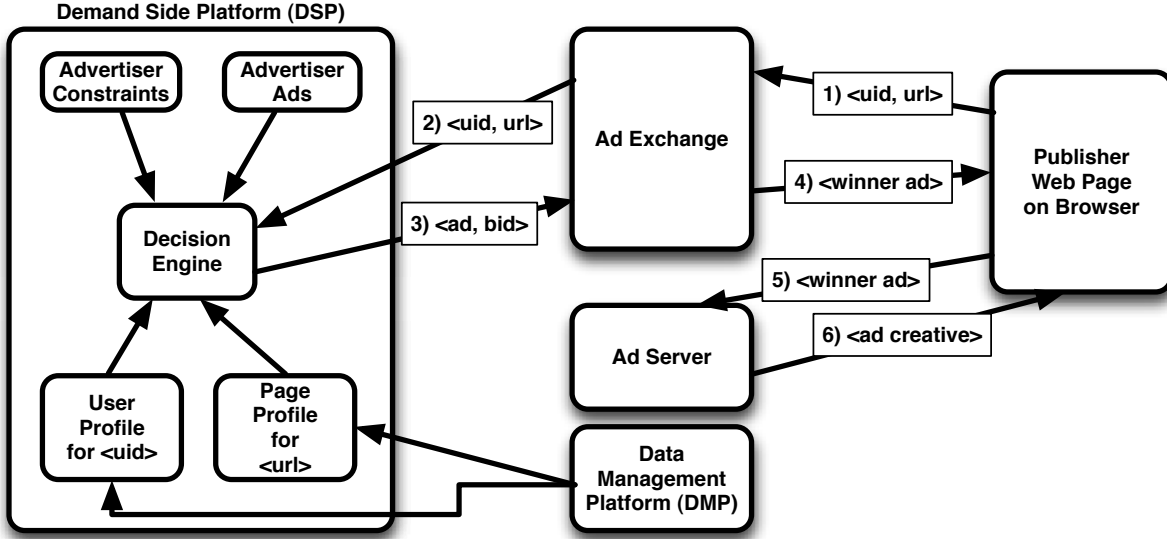 Demand Side Platform (DSP)
Advertiser
Constraints
Advertiser
Ads
Decision
Engine
User
Profile
for <uid>
Page
Profile
for
<url>
2) <uid, url>
3) <ad, bid>
Ad Exchange
1) <uid, url>
4) <winner ad>
Publisher
Web Page
on Browser
5) <winner ad>
6) <ad creative>
Ad Server
Data
Management
Platform (DMP)